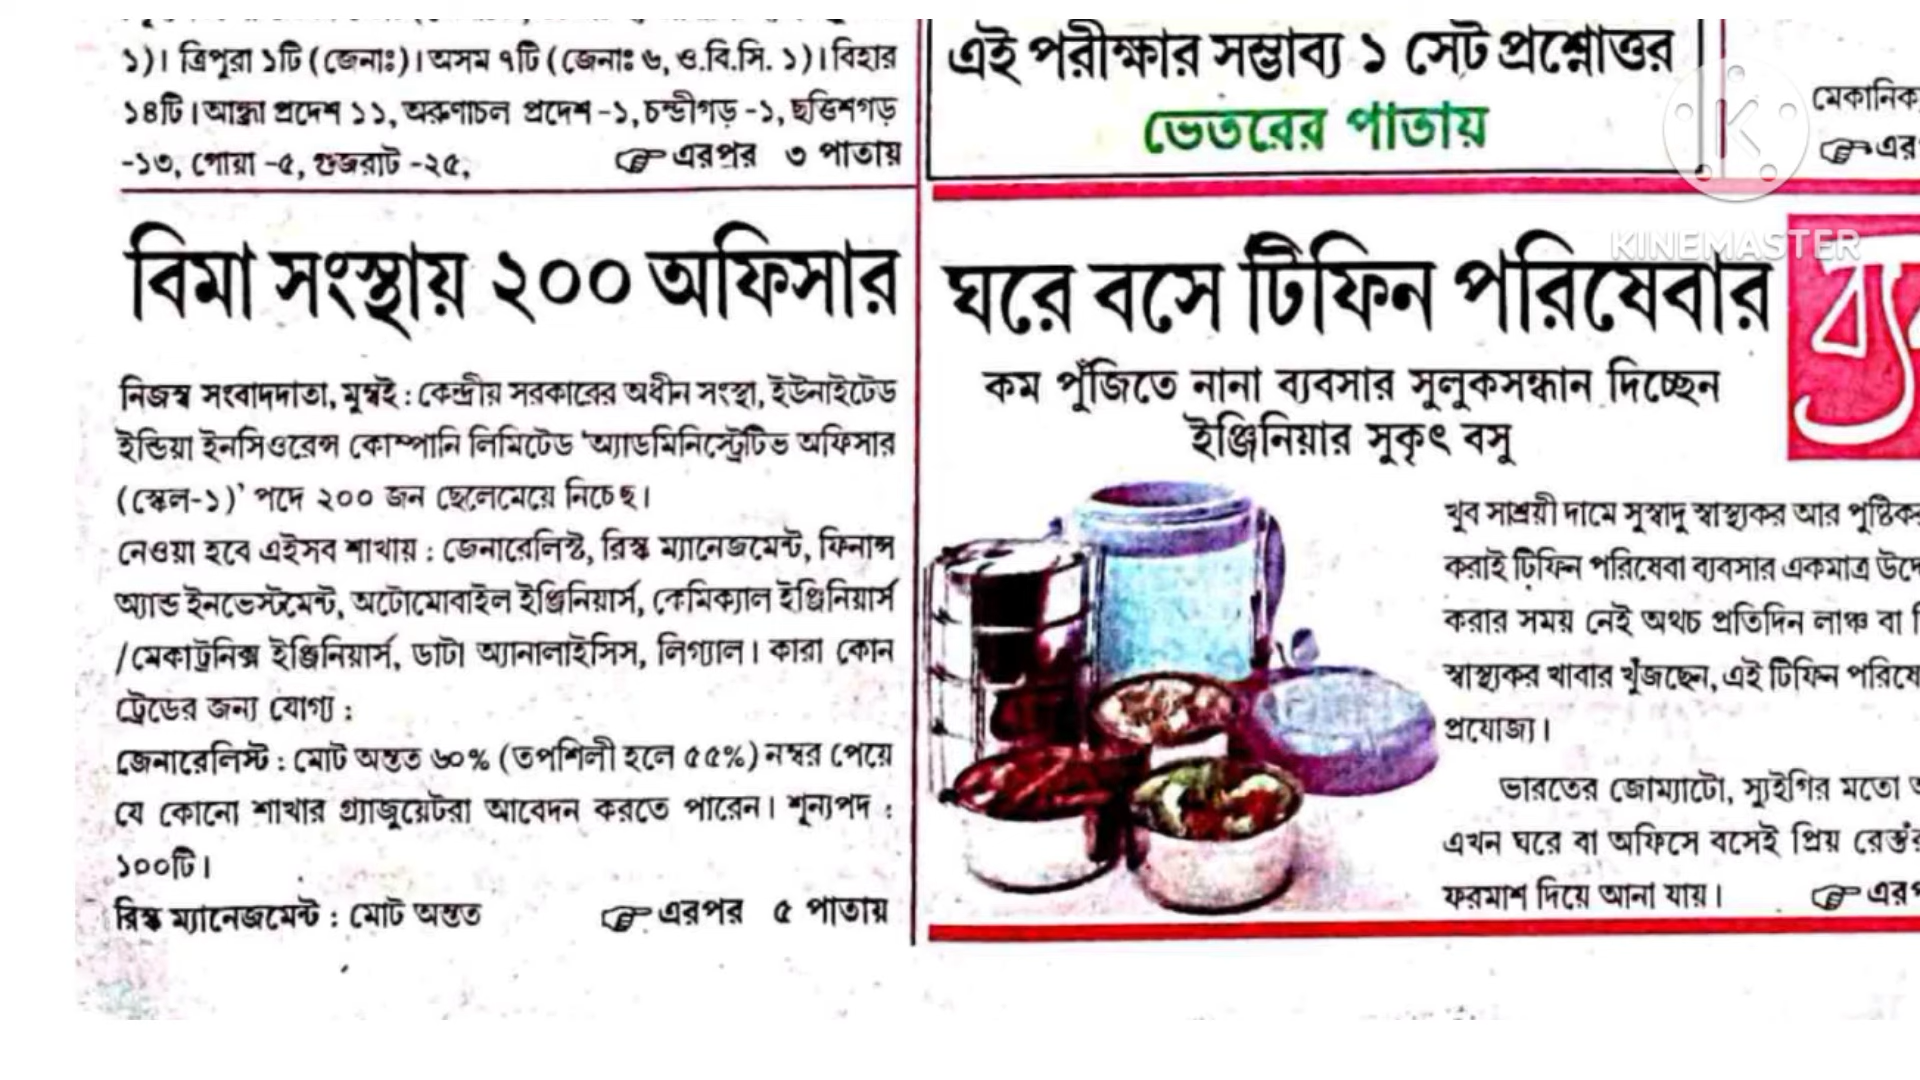 ১)। ত্রিপুরা ১টি (জেনাঃ)। অসম ৭টি (জেনাঃ ৬, ও.বি.সি. ১)। বিহার
১৪টি। আন্ধ্রা প্রদেশ ১১, অরুণাচল প্রদেশ -১, চন্ডীগড় -১, ছত্তিশগড়
-১৩, গোয়া -৫, গুজরাট -২৫,
এরপর ৩ পাতায়
বিমা সংস্থায় ২০০ অফিসার
নিজস্ব সংবাদদাতা, মুম্বই : কেন্দ্রীয় সরকারের অধীন সংস্থা, ইউনাইটেড
ইন্ডিয়া ইনসিওরেন্স কোম্পানি লিমিটেড 'অ্যাডমিনিস্ট্রেটিভ অফিসার
(স্কেল-১)' পদে ২০০ জন ছেলেমেয়ে নিচ্ছে।
নেওয়া হবে এইসব শাখায় : জেনারেলিস্ট, রিস্ক ম্যানেজমেন্ট, ফিনান্স
অ্যান্ড ইনভেস্টমেন্ট, অটোমোবাইল ইঞ্জিনিয়ার্স, কেমিক্যাল ইঞ্জিনিয়ার্স
/মেকাট্রনিক্স ইঞ্জিনিয়ার্স, ডাটা অ্যানালাইসিস, লিগ্যাল। কারা কোন
ট্রেডের জন্য যোগ্য :
জেনারেলিস্ট : মোট অন্তত ৬০% (তপশিলী হলে ৫৫%) নম্বর পেয়ে
যে কোনো শাখার গ্র্যাজুয়েটরা আবেদন করতে পারেন। শূন্যপদ :
১০০টি।
রিস্ক ম্যানেজমেন্ট : মোট অন্তত
এরপর ৫ পাতায়
এই পরীক্ষার সম্ভাব্য ১ সেট প্রশ্নোত্তর
ভেতরের পাতায়
মেকানিক
এর
KINEMASTER
ঘরে বসে টিফিন পরিষেবার
কম পুঁজিতে নানা ব্যবসার সুলুকসন্ধান দিচ্ছেন
ইঞ্জিনিয়ার সুকৃৎ বসু
খুব সাশ্রয়ী দামে সুস্বাদু স্বাস্থ্যকর আর পুষ্টিকর
করাই টিফিন পরিষেবা ব্যবসার একমাত্র উদ্দে
করার সময় নেই অথচ প্রতিদিন লাঞ্চ বা
স্বাস্থ্যকর খাবার খুঁজছেন, এই টিফিন পরিষে
প্রযোজ্য।
ভারতের জোম্যাটো, স্যুইগির মতো
এখন ঘরে বা অফিসে বসেই প্রিয় রেস্তঁর
ফরমাশ দিয়ে আনা যায়।
এরপ